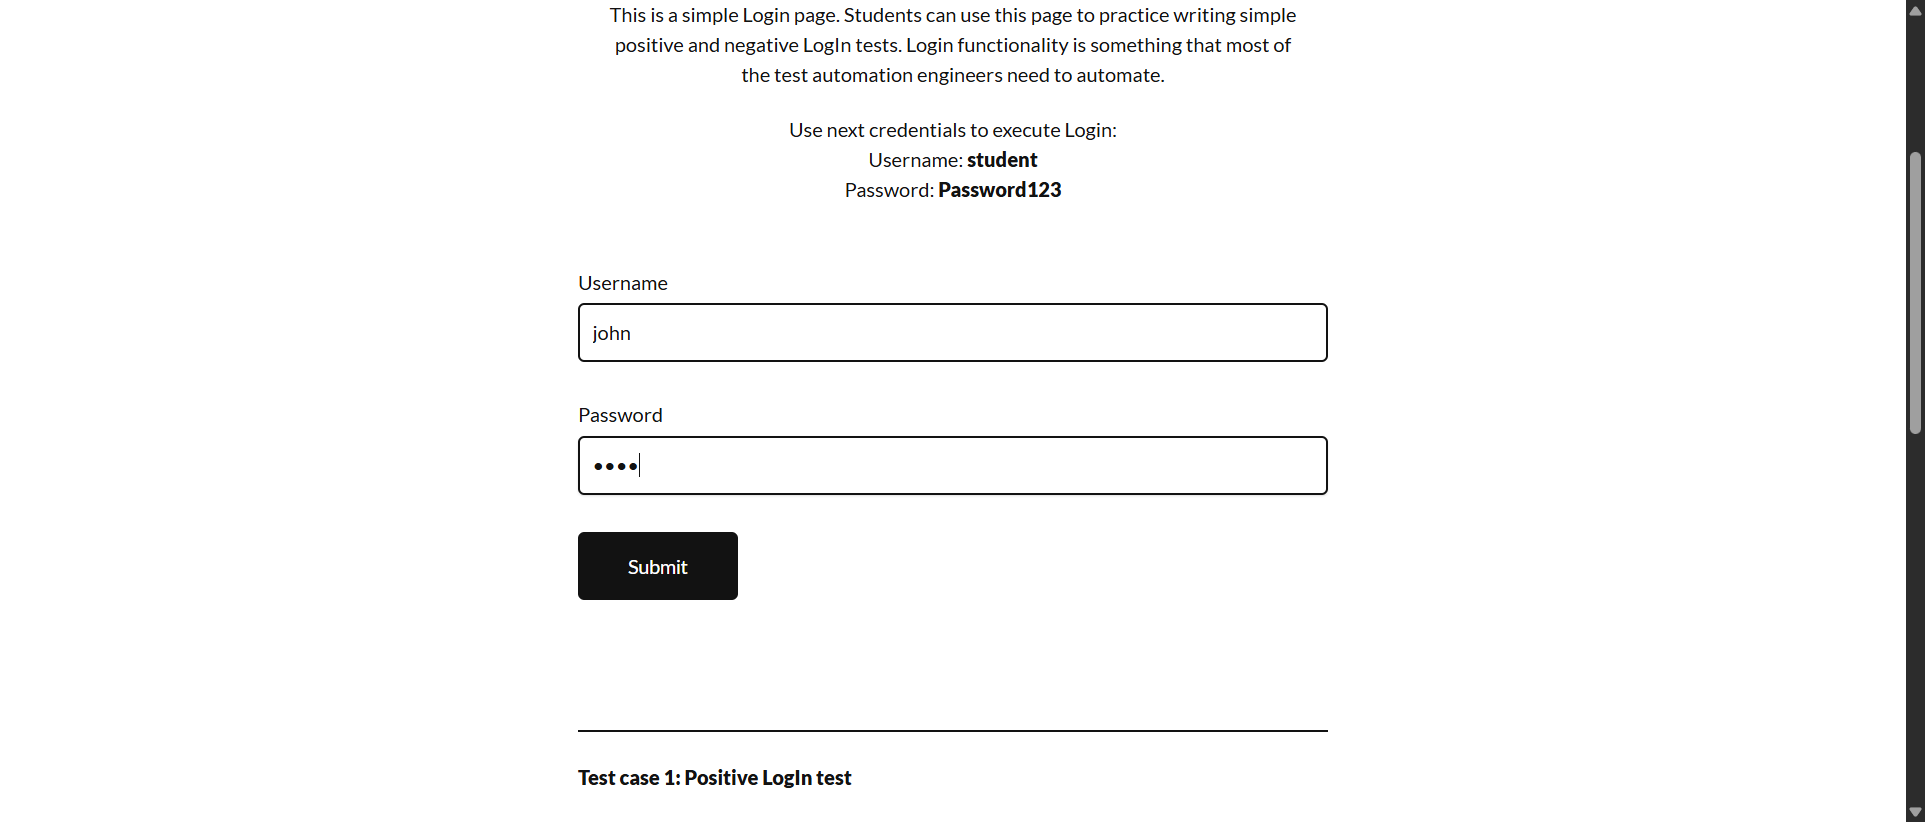 This is a simple Login page. Students can use this page to practice writing simple
positive and negative LogIn tests. Login functionality is something that most of
the test automation engineers need to automate.
Use next credentials to execute Login:
Username: student
Password: Password123
Username
john
Password
••••
Submit
Test case 1: Positive LogIn test